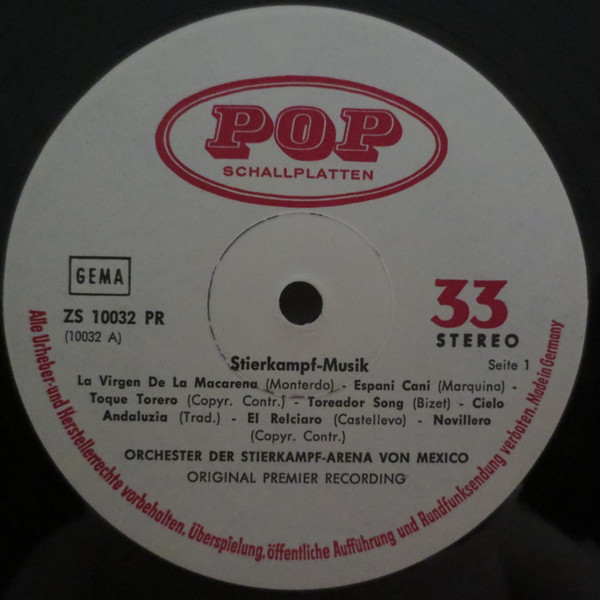 POP
SCHALLPLATTEN
GEMA
ZS 10032 PR
(10032 A)
33
STEREO
Seite 1
Stierkampf-Musik
La Virgen De La Macarena (Monterdo) - Espani Cani (Marquina) -
Toque Torero (Copyr. Contr.) - Toreador Song (Bizet) - Cielo
Andaluzia (Trad.) - El Relciaro (Castellevo) - Novillero
(Copyr. Contr.)
ORCHESTER DER STIERKAMPF-ARENA VON MEXICO
ORIGINAL PREMIER RECORDING
Alle Urheber- und Herstellerrechte vorbehalten. Überspielung, öffentliche Aufführung und Rundfunksendung verboten. Made in Germany